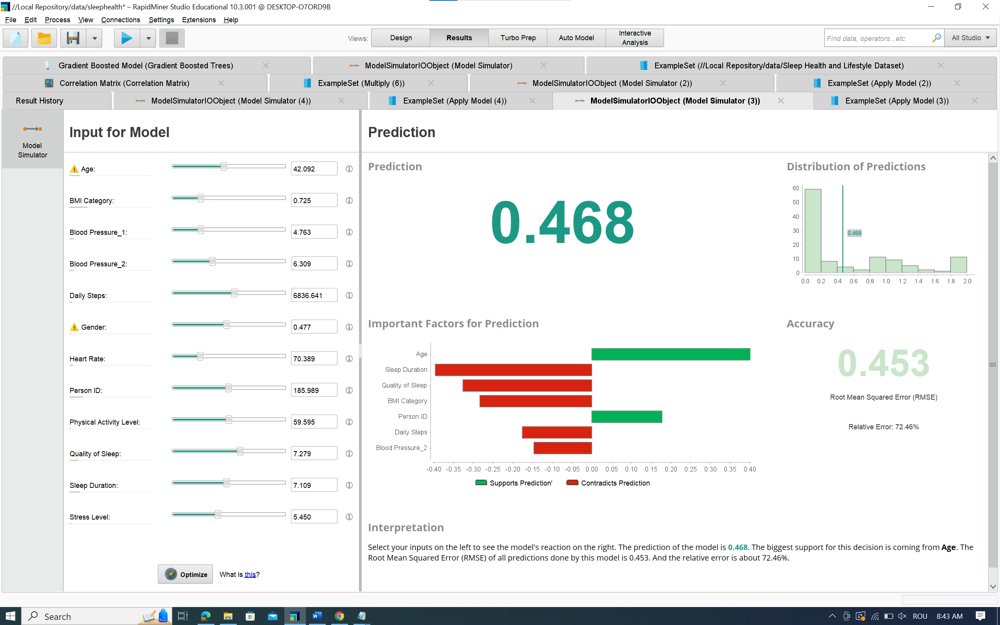 //Local Repository/data/sleephealth* – RapidMiner Studio Educational 10.3.001 @ DESKTOP-O7ORD9B
File Edit Process View Connections Settings Extensions Help
Views: Design Results Turbo Prep Auto Model Interactive Analysis
Find data, operators...etc All Studio
Gradient Boosted Model (Gradient Boosted Trees) ModelSimulatorIOObject (Model Simulator) ExampleSet (//Local Repository/data/Sleep Health and Lifestyle Dataset)
Correlation Matrix (Correlation Matrix) ExampleSet (Multiply (6)) ModelSimulatorIOObject (Model Simulator (2)) ExampleSet (Apply Model (2))
Result History ModelSimulatorIOObject (Model Simulator (4)) ExampleSet (Apply Model (4)) ModelSimulatorIOObject (Model Simulator (3)) ExampleSet (Apply Model (3))
Model
Simulator
Input for Model
Age: 42.092
BMI Category: 0.725
Blood Pressure_1: 4.763
Blood Pressure_2: 6.309
Daily Steps: 6836.641
Gender: 0.477
Heart Rate: 70.389
Person ID: 185.989
Physical Activity Level: 59.595
Quality of Sleep: 7.279
Sleep Duration: 7.109
Stress Level: 5.450
Optimize What is this?
Prediction
Prediction
0.468
Distribution of Predictions
60
50
40
30
20
10
0
0.468
0.0 0.2 0.4 0.6 0.8 1.0 1.2 1.4 1.6 1.8 2.0
Important Factors for Prediction
Age
Sleep Duration
Quality of Sleep
BMI Category
Person ID
Daily Steps
Blood Pressure_2
-0.40 -0.35 -0.30 -0.25 -0.20 -0.15 -0.10 -0.05 0.00 0.05 0.10 0.15 0.20 0.25 0.30 0.35 0.40
Supports Prediction' Contradicts Prediction
Accuracy
0.453
Root Mean Squared Error (RMSE)
Relative Error: 72.46%
Interpretation
Select your inputs on the left to see the model's reaction on the right. The prediction of the model is 0.468. The biggest support for this decision is coming from Age. The
Root Mean Squared Error (RMSE) of all predictions done by this model is 0.453. And the relative error is about 72.46%.
Search
ROU 8:43 AM